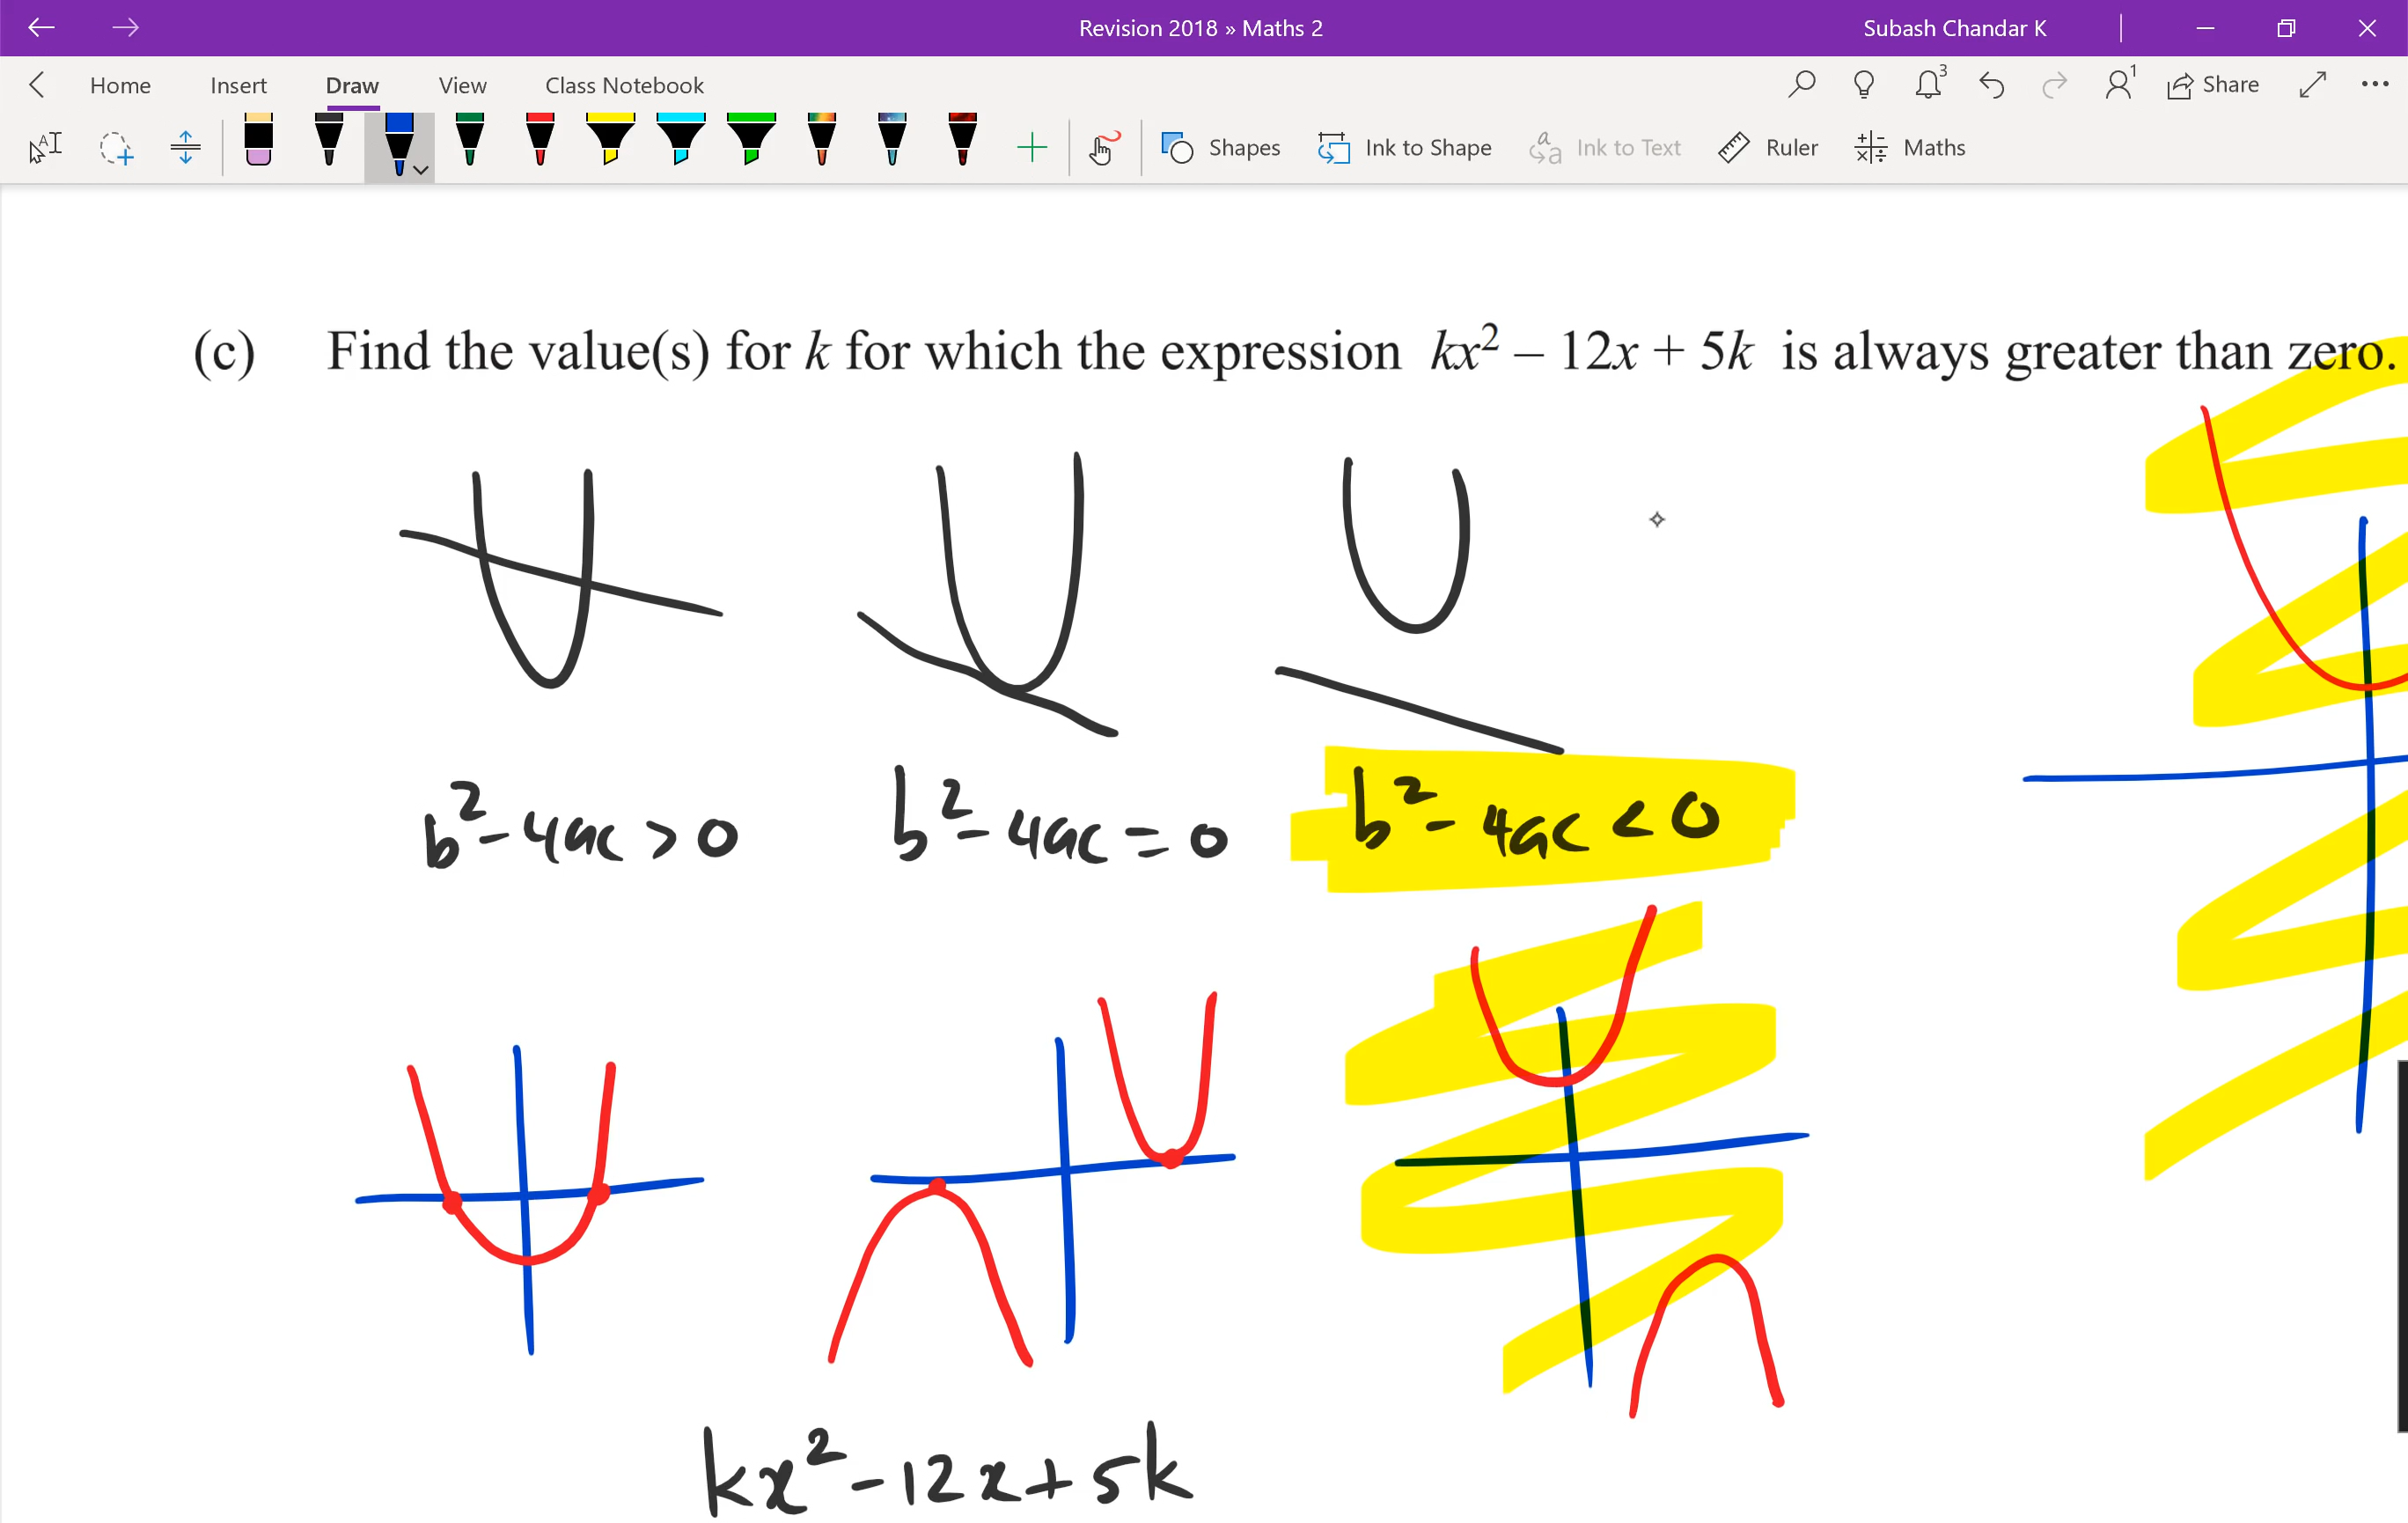 Revision 2018 » Maths 2
Subash Chandar K
Home Insert Draw View Class Notebook
3
1
Share
Shapes Ink to Shape Ink to Text Ruler Maths
(c) Find the value(s) for k for which the expression kx² – 12x + 5k is always greater than zero.
b² - 4ac > 0
b² - 4ac = 0
b² - 4ac < 0
kx² - 12x + 5k